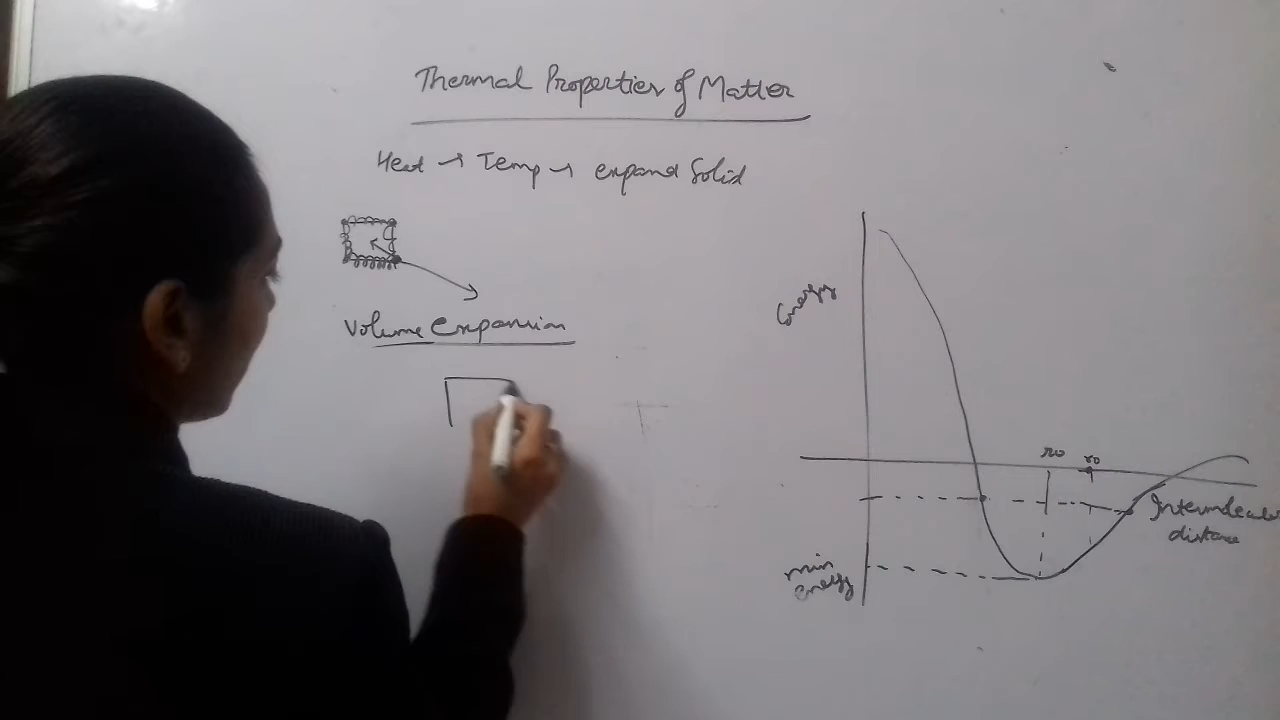 Thermal Properties of Matter
Heat → Temp → expand Solid
Volume Expansion
Energy
r0 r0
Intermolecular
distance
min
energy